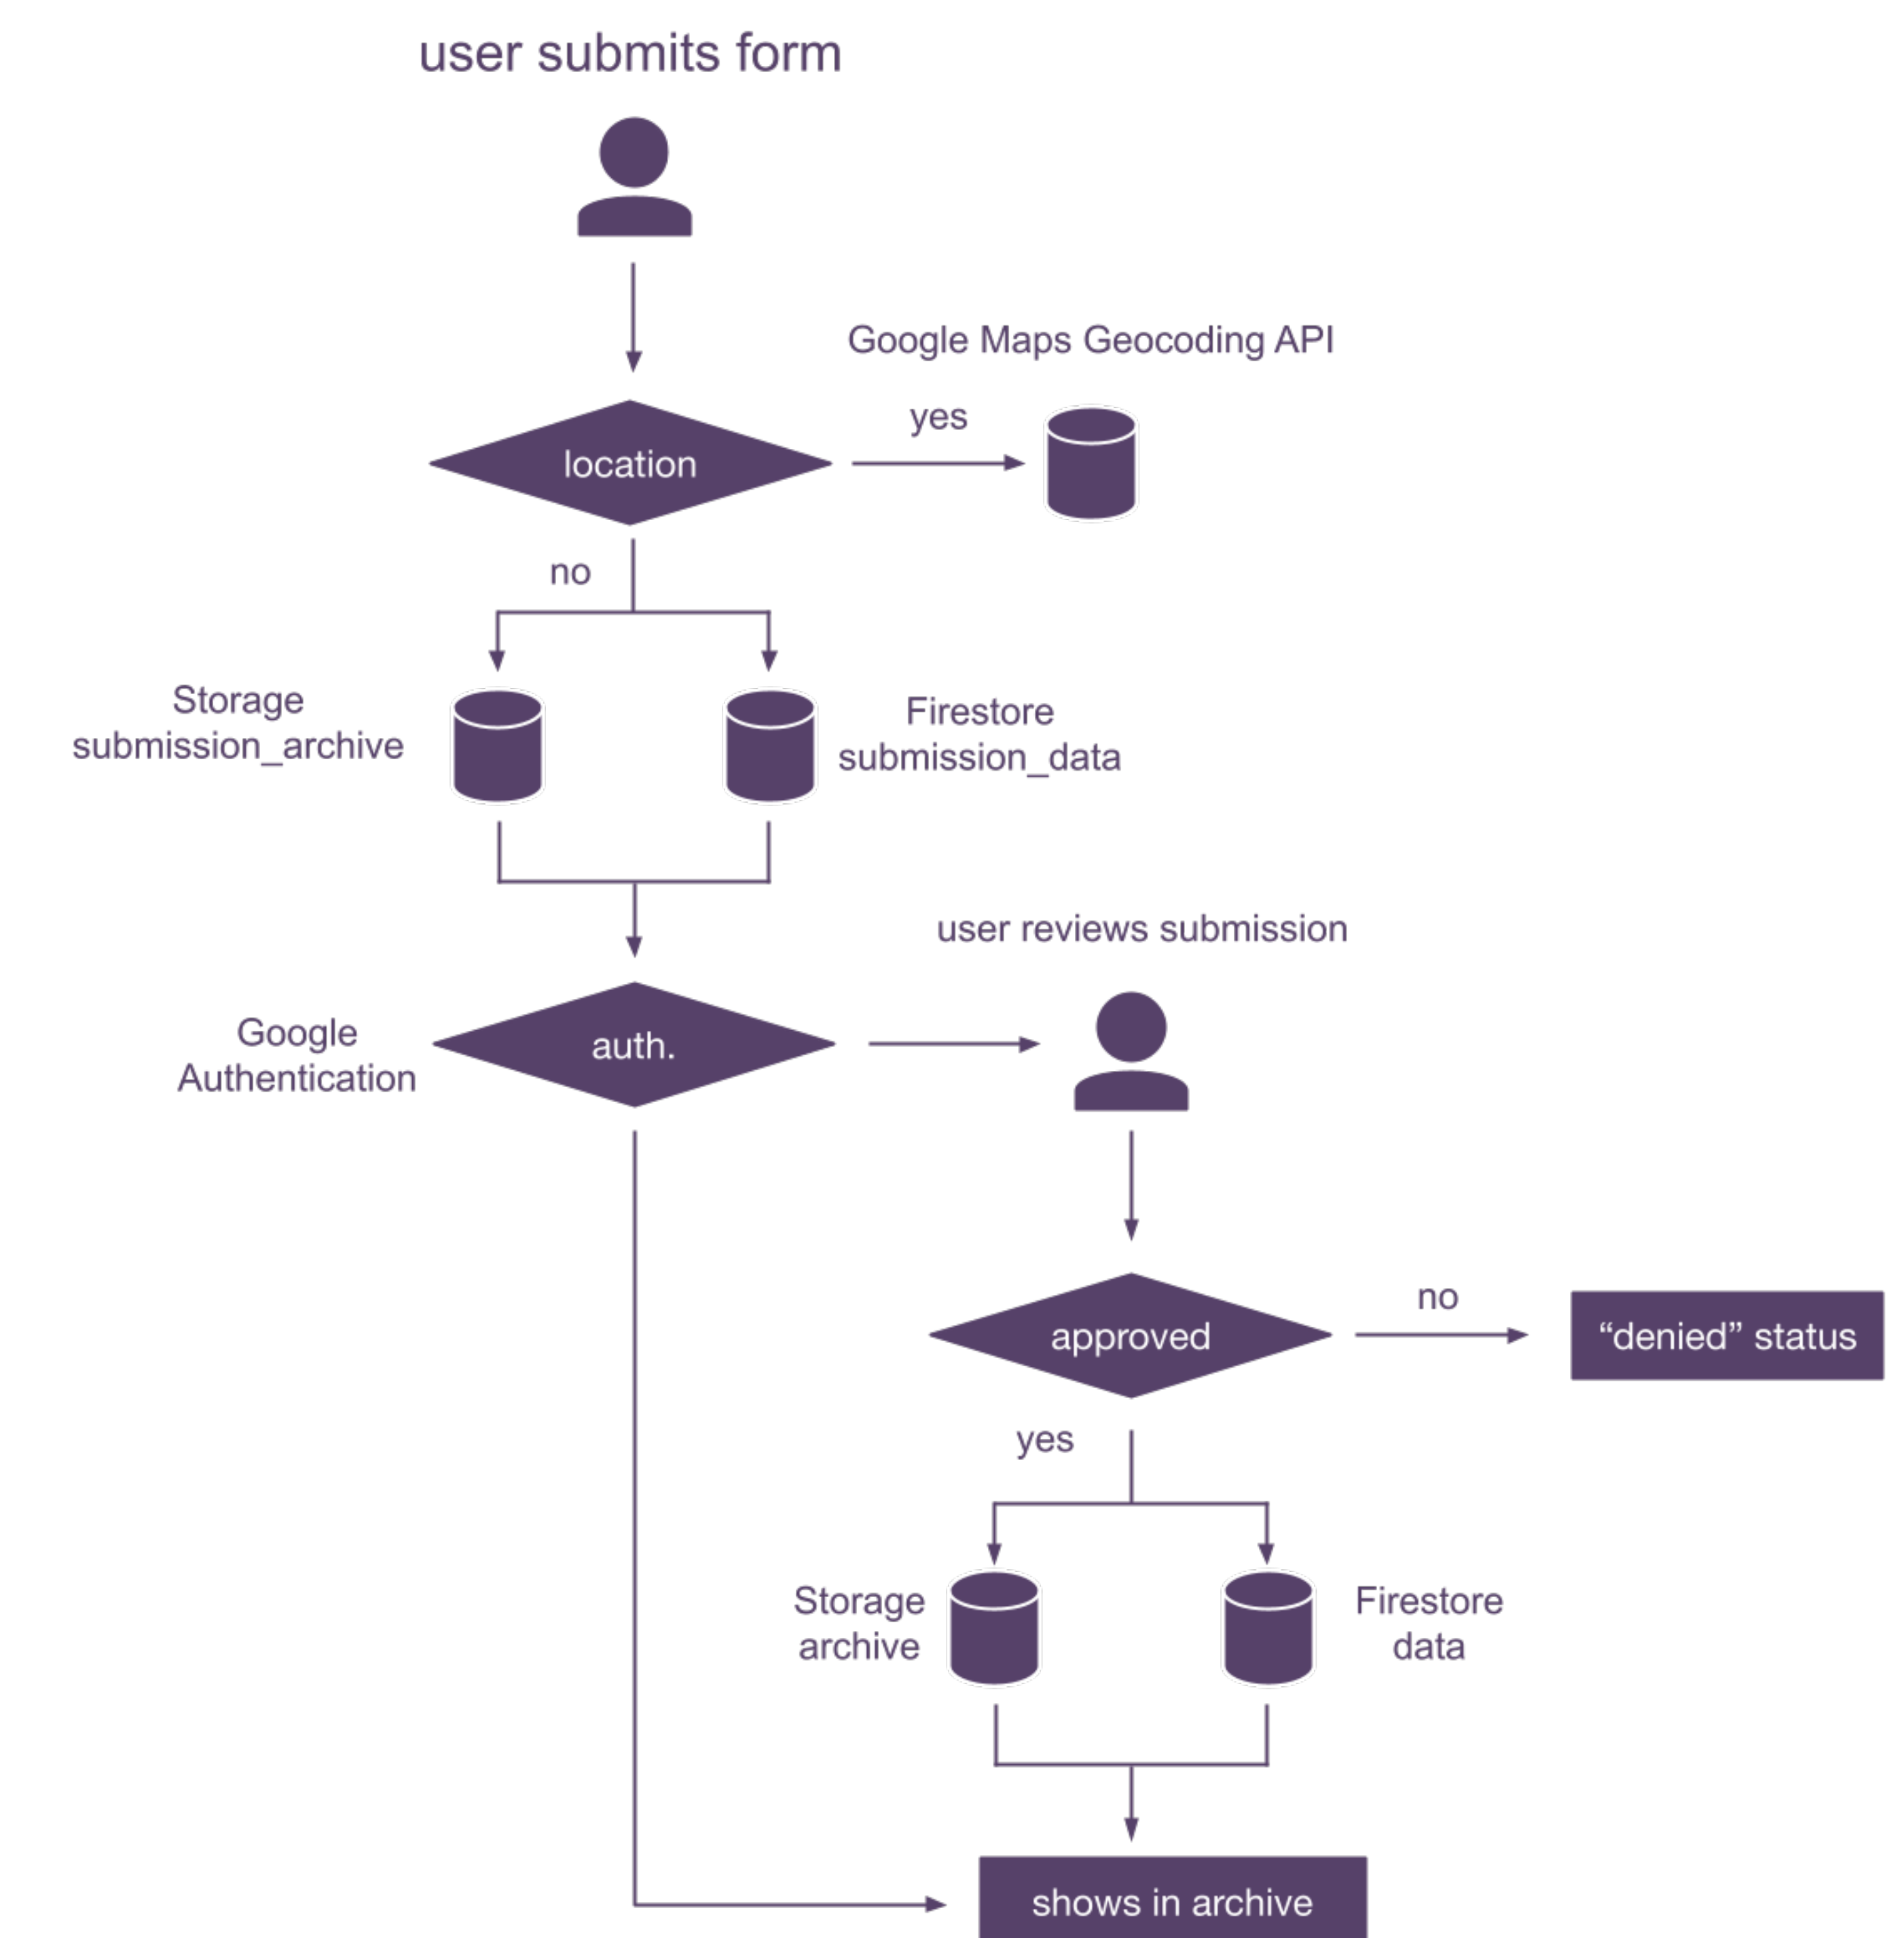 user submits form
Google Maps Geocoding API
location
yes
no
Storage
submission_archive
Firestore
submission_data
user reviews submission
Google
Authentication
auth.
approved
no
“denied” status
yes
Storage
archive
Firestore
data
shows in archive